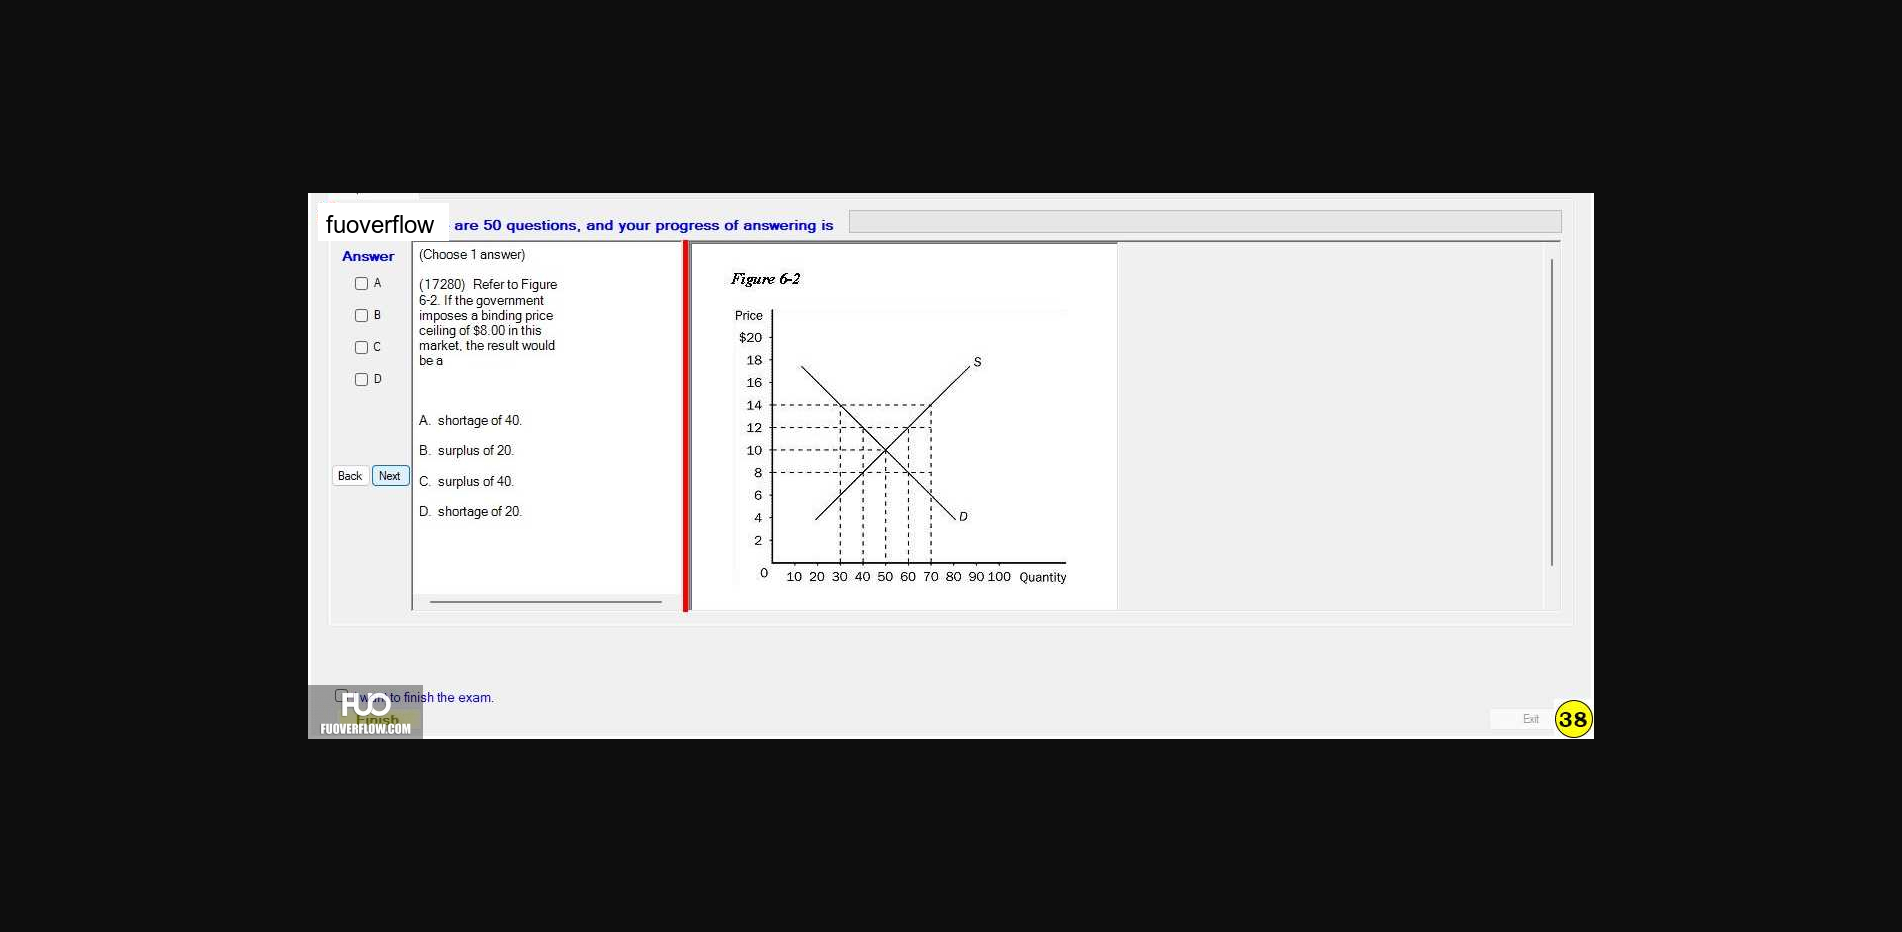 fuoverflow are 50 questions, and your progress of answering is
Answer
A
B
C
D
Back Next
(Choose 1 answer)
(17280) Refer to Figure
6-2. If the government
imposes a binding price
ceiling of $8.00 in this
market, the result would
be a
A. shortage of 40.
B. surplus of 20.
C. surplus of 40.
D. shortage of 20.
Figure 6-2
Price
$20
18
16
14
12
10
8
6
4
2
0
S
D
10 20 30 40 50 60 70 80 90 100 Quantity
want to finish the exam.
Finish
FUO
FUOVERFLOW.COM
Exit
38